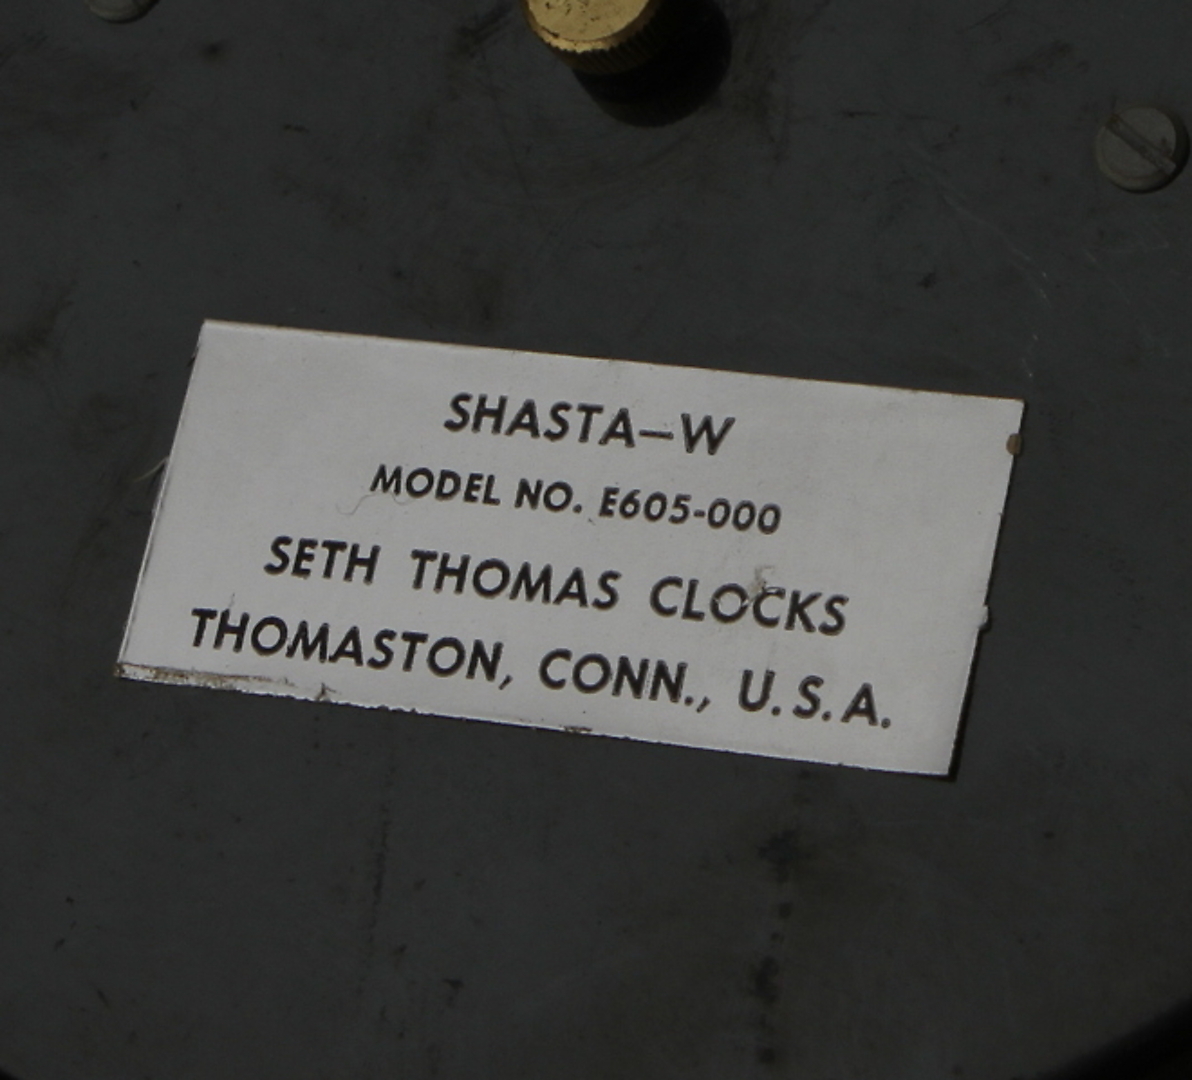 SHASTA–W
MODEL NO. E605-000
SETH THOMAS CLOCKS
THOMASTON, CONN., U.S.A.